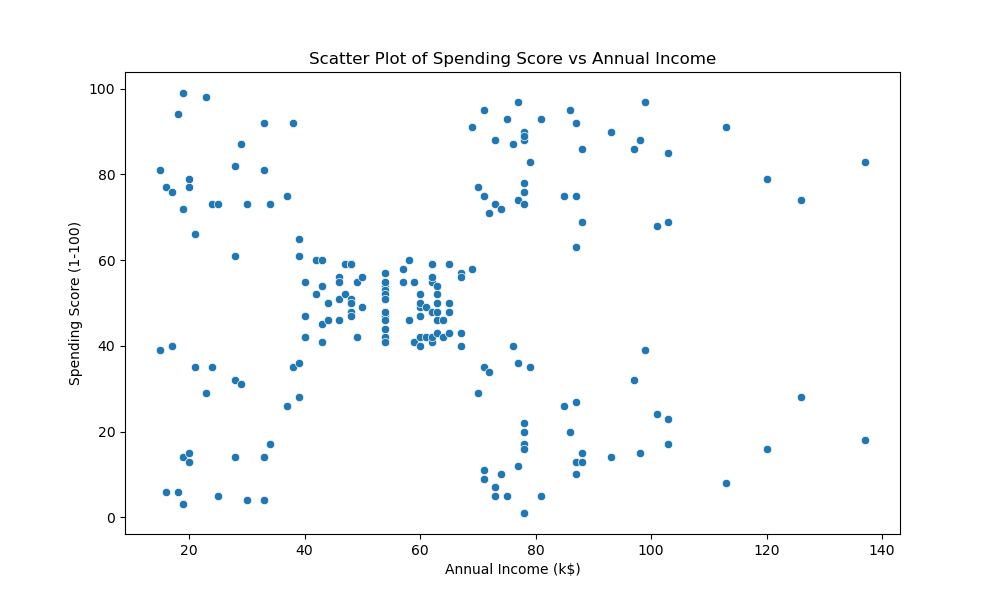 Scatter Plot of Spending Score vs Annual Income
Spending Score (1-100)
100
80
60
40
20
0
20 40 60 80 100 120 140
Annual Income (k$)